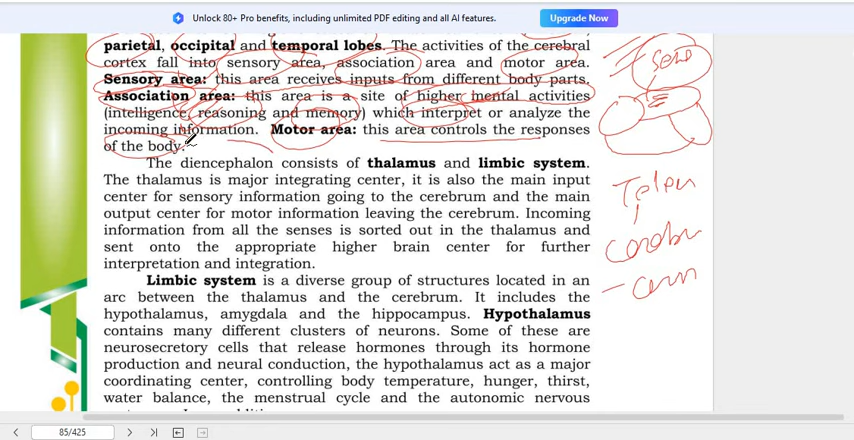 Unlock 80+ Pro benefits, including unlimited PDF editing and all AI features.
Upgrade Now
parietal, occipital and temporal lobes. The activities of the cerebral
cortex fall into sensory area, association area and motor area.
Sensory area: this area receives inputs from different body parts.
Association area: this area is a site of higher mental activities
(intelligence, reasoning and memory) which interpret or analyze the
incoming information. Motor area: this area controls the responses
of the body.
The diencephalon consists of thalamus and limbic system.
The thalamus is major integrating center, it is also the main input
center for sensory information going to the cerebrum and the main
output center for motor information leaving the cerebrum. Incoming
information from all the senses is sorted out in the thalamus and
sent onto the appropriate higher brain center for further
interpretation and integration.
Limbic system is a diverse group of structures located in an
arc between the thalamus and the cerebrum. It includes the
hypothalamus, amygdala and the hippocampus. Hypothalamus
contains many different clusters of neurons. Some of these are
neurosecretory cells that release hormones through its hormone
production and neural conduction, the hypothalamus act as a major
coordinating center, controlling body temperature, hunger, thirst,
water balance, the menstrual cycle and the autonomic nervous
Telen
85/425